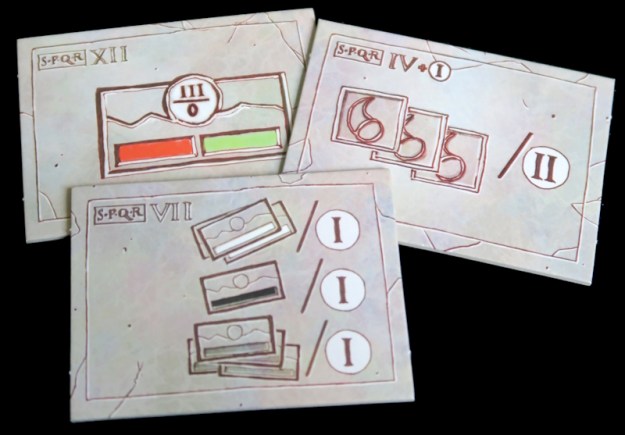 S·P·Q·R XII
III
0
S·P·Q·R IV+I
/ II
S·P·Q·R VII
/ I
/ I
/ I